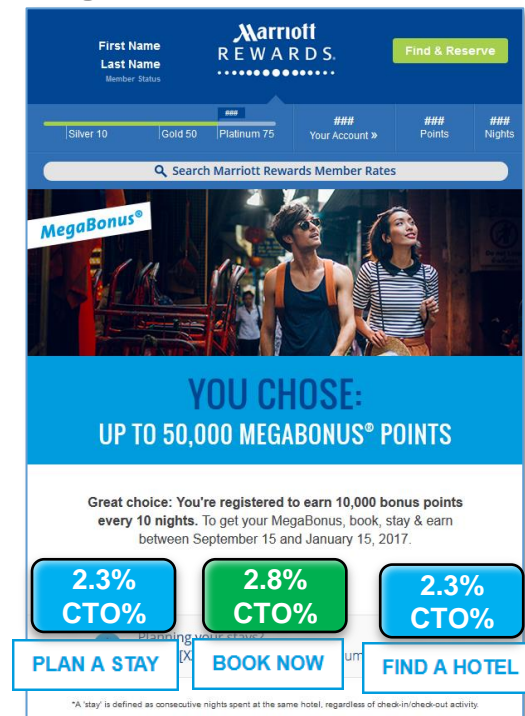 First Name
Last Name
Member Status
Marriott
REWARDS.
Find & Reserve
###
Silver 10
Gold 50
Platinum 75
###
Your Account »
###
Points
###
Nights
Search Marriott Rewards Member Rates
MegaBonus®
YOU CHOSE:
UP TO 50,000 MEGABONUS® POINTS
Great choice: You're registered to earn 10,000 bonus points
every 10 nights. To get your MegaBonus, book, stay & earn
between September 15 and January 15, 2017.
2.3%
CTO%
2.8%
CTO%
2.3%
CTO%
Planning your stays?
PLAN A STAY
BOOK NOW
FIND A HOTEL
*A 'stay' is defined as consecutive nights spent at the same hotel, regardless of check-in/check-out activity.